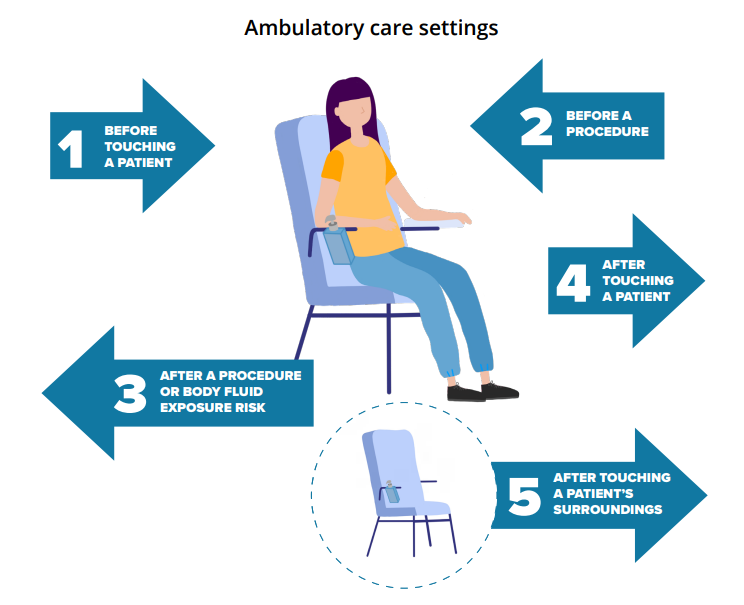 Ambulatory care settings
1
BEFORE
TOUCHING
A PATIENT
2
BEFORE A
PROCEDURE
3
AFTER A PROCEDURE
OR BODY FLUID
EXPOSURE RISK
4
AFTER
TOUCHING
A PATIENT
5
AFTER TOUCHING
A PATIENT'S
SURROUNDINGS